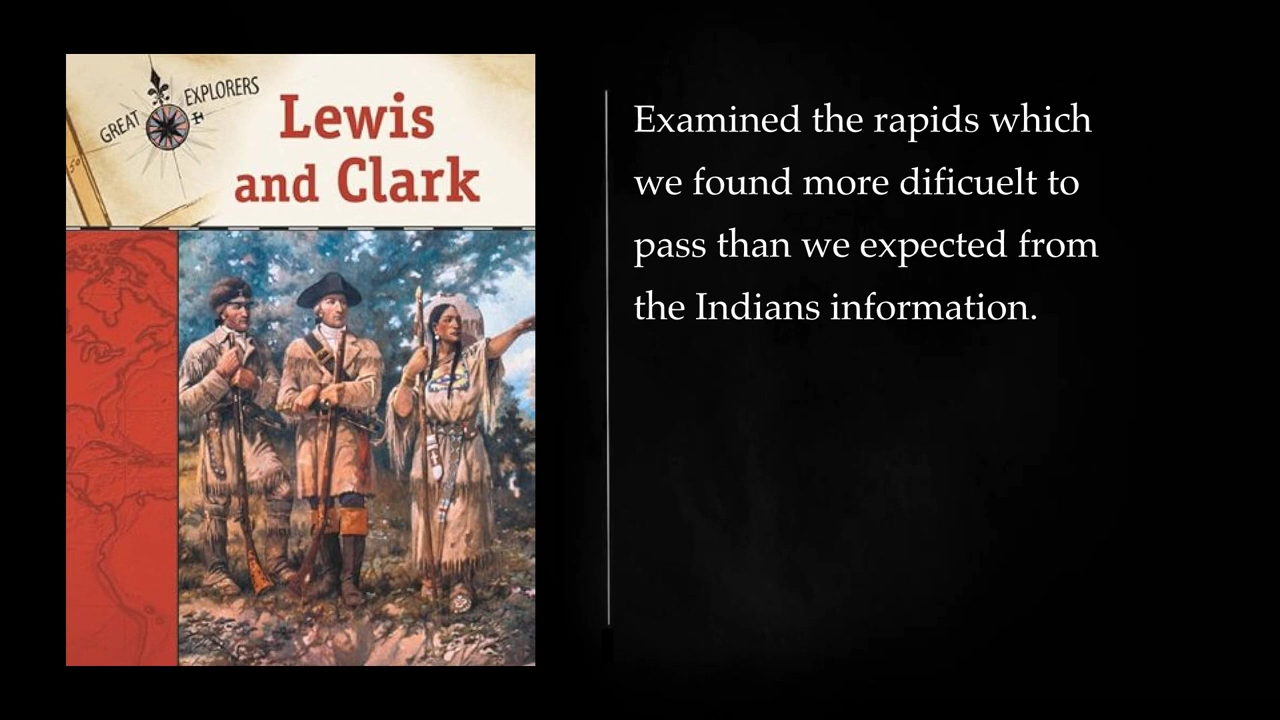 GREAT EXPLORERS
Lewis
and Clark
Examined the rapids which
we found more dificuelt to
pass than we expected from
the Indians information.